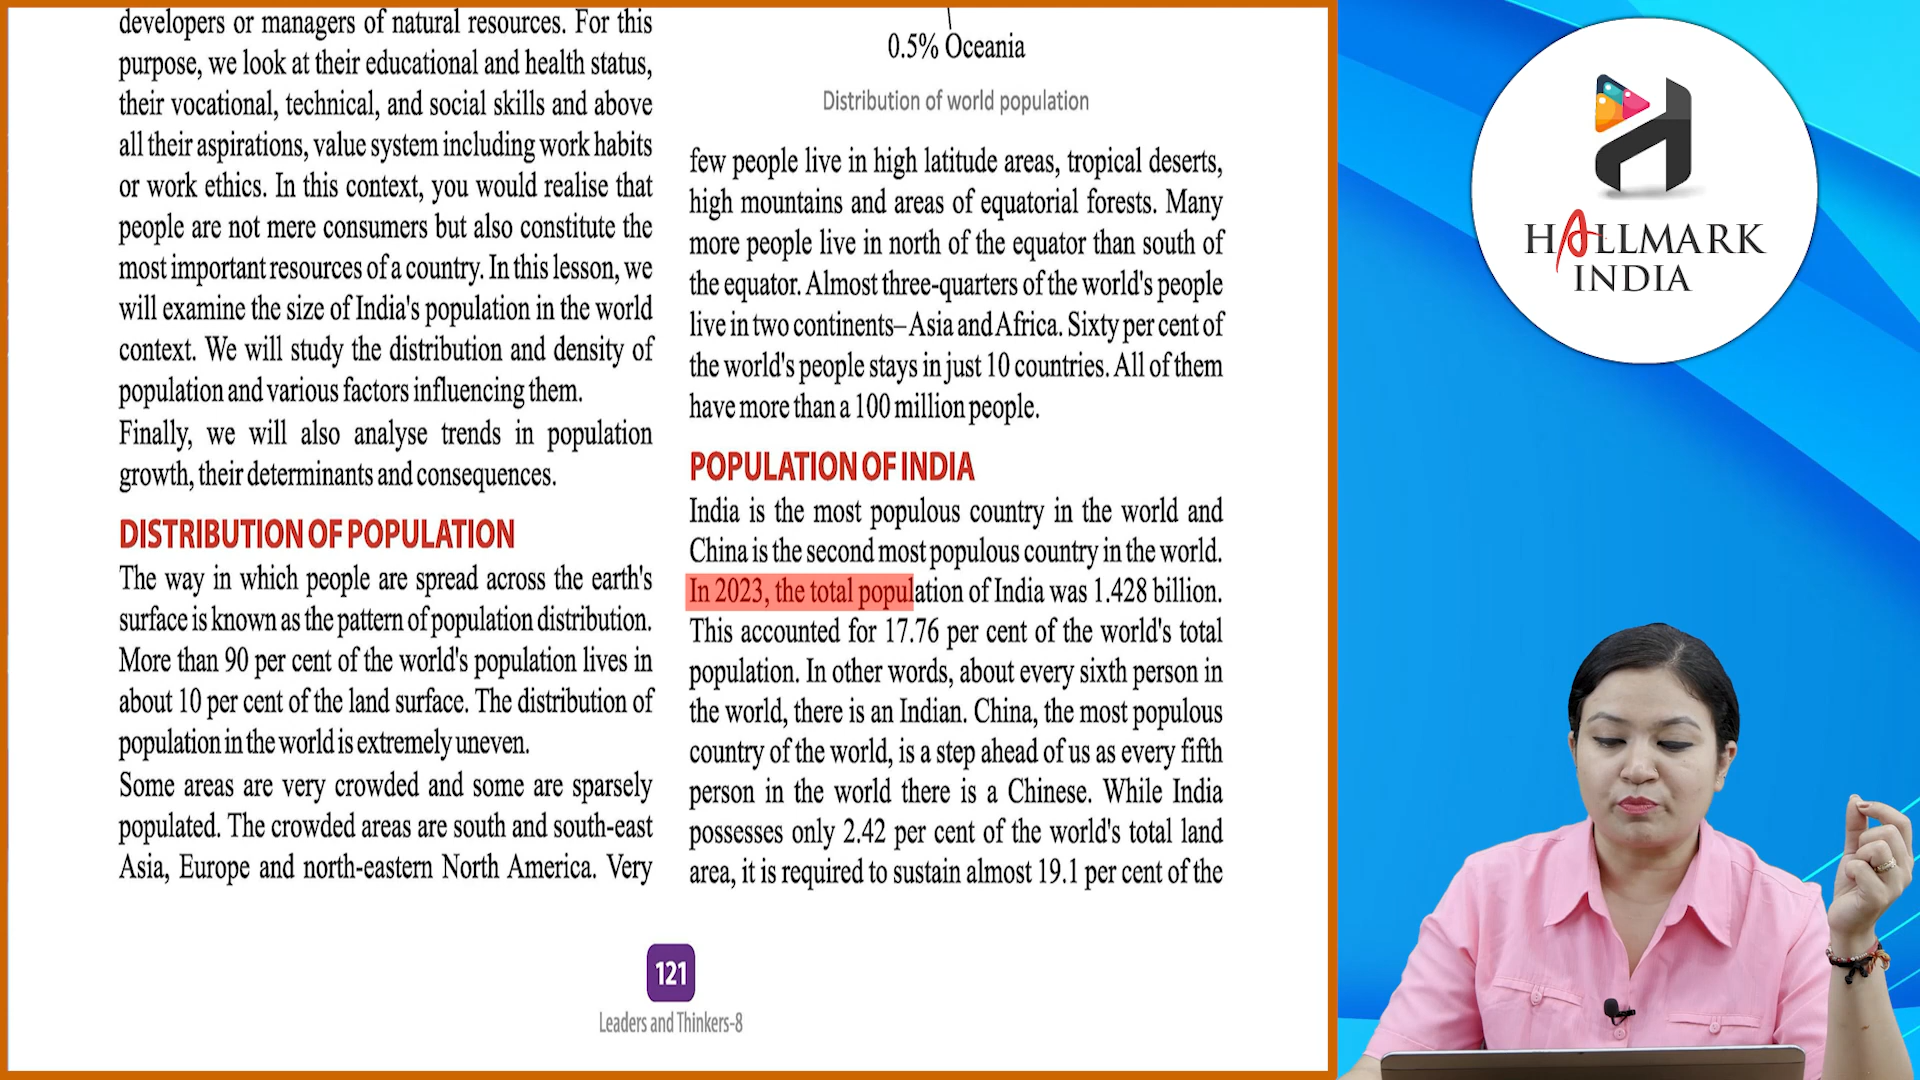 developers or managers of natural resources. For this
purpose, we look at their educational and health status,
their vocational, technical, and social skills and above
all their aspirations, value system including work habits
or work ethics. In this context, you would realise that
people are not mere consumers but also constitute the
most important resources of a country. In this lesson, we
will examine the size of India's population in the world
context. We will study the distribution and density of
population and various factors influencing them.
Finally, we will also analyse trends in population
growth, their determinants and consequences.
DISTRIBUTION OF POPULATION
The way in which people are spread across the earth's
surface is known as the pattern of population distribution.
More than 90 per cent of the world's population lives in
about 10 per cent of the land surface. The distribution of
population in the world is extremely uneven.
Some areas are very crowded and some are sparsely
populated. The crowded areas are south and south-east
Asia, Europe and north-eastern North America. Very
0.5% Oceania
Distribution of world population
few people live in high latitude areas, tropical deserts,
high mountains and areas of equatorial forests. Many
more people live in north of the equator than south of
the equator. Almost three-quarters of the world's people
live in two continents–Asia and Africa. Sixty per cent of
the world's people stays in just 10 countries. All of them
have more than a 100 million people.
POPULATION OF INDIA
India is the most populous country in the world and
China is the second most populous country in the world.
In 2023, the total population of India was 1.428 billion.
This accounted for 17.76 per cent of the world's total
population. In other words, about every sixth person in
the world, there is an Indian. China, the most populous
country of the world, is a step ahead of us as every fifth
person in the world there is a Chinese. While India
possesses only 2.42 per cent of the world's total land
area, it is required to sustain almost 19.1 per cent of the
121
Leaders and Thinkers-8
HALLMARK
INDIA